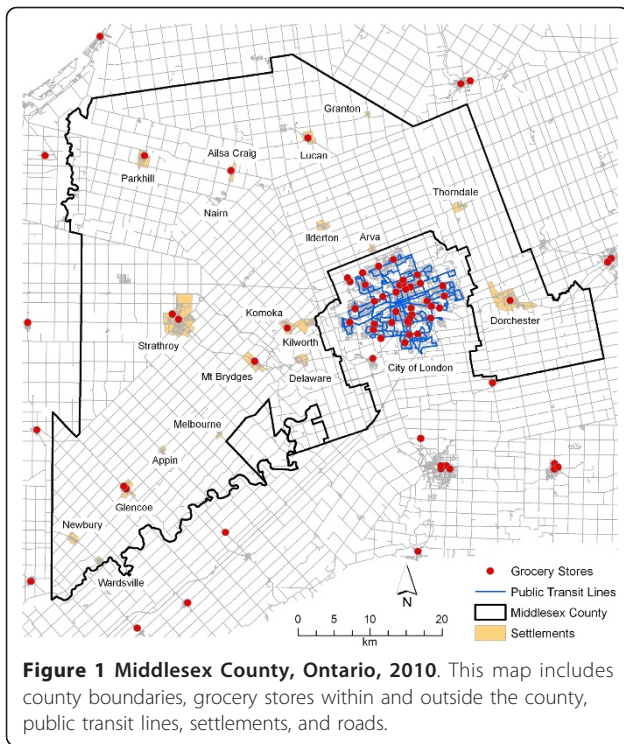 Granton
Ailsa Craig
Lucan
Parkhill
Thorndale
Nairn
Ilderton
Arva
Komoka
Dorchester
Strathroy
Kilworth
City of London
Mt Brydges
Delaware
Melbourne
Appin
Glencoe
Newbury
Wardsville
Grocery Stores
Public Transit Lines
Middlesex County
Settlements
N
0 5 10 20
km
Figure 1 Middlesex County, Ontario, 2010. This map includes
county boundaries, grocery stores within and outside the county,
public transit lines, settlements, and roads.